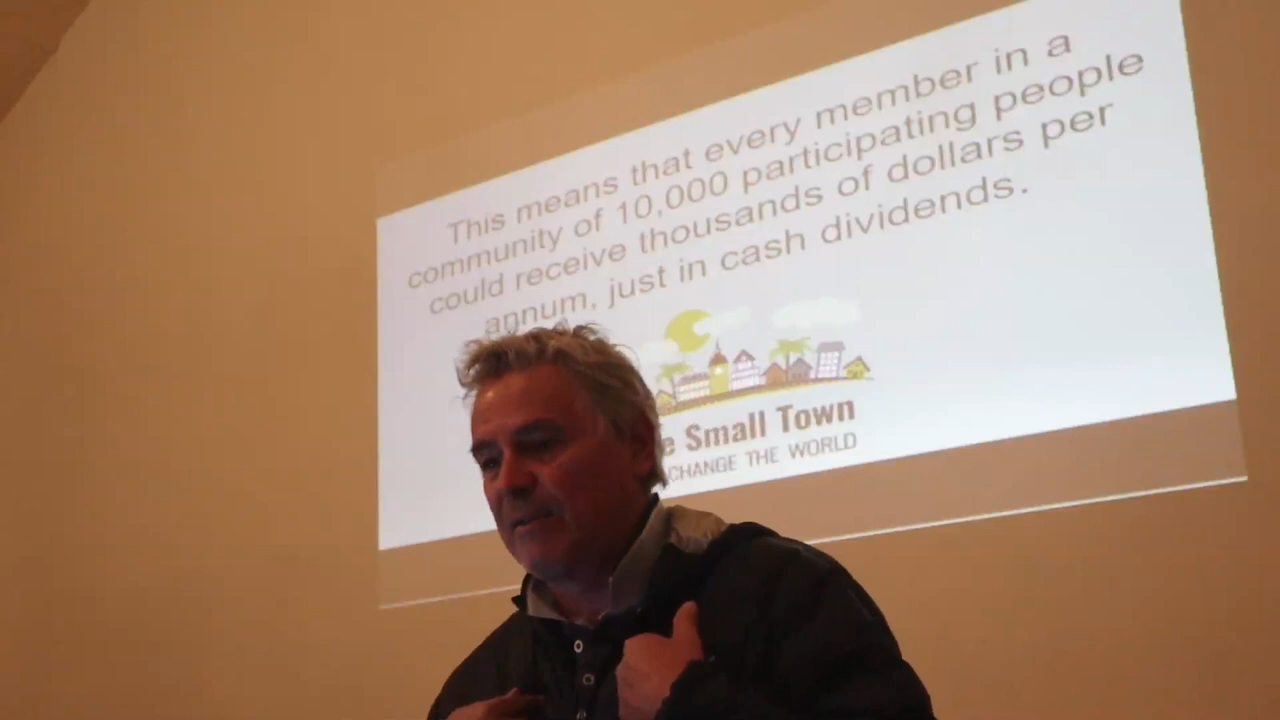 This means that every member in a
community of 10,000 participating people
could receive thousands of dollars per
annum, just in cash dividends.
Small Town
CHANGE THE WORLD